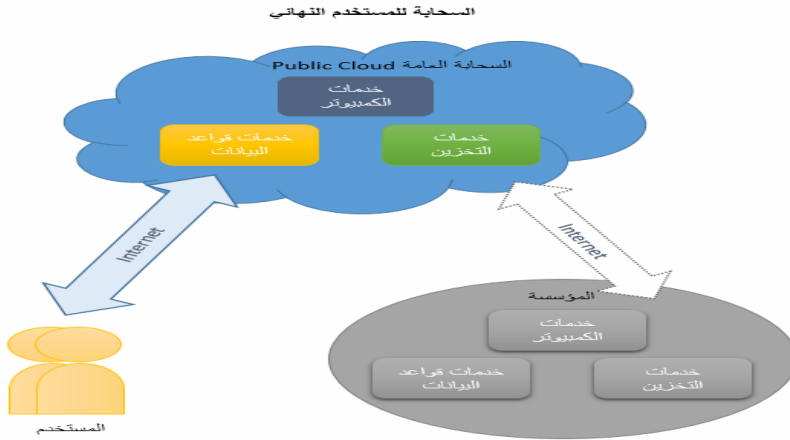 السحابة للمستخدم النهائي
السحابة العامة Public Cloud
خدمات
الكمبيوتر
خدمات
التخزين
خدمات قواعد
البيانات
Internet
Internet
المؤسسة
خدمات
الكمبيوتر
خدمات
التخزين
خدمات قواعد
البيانات
المستخدم